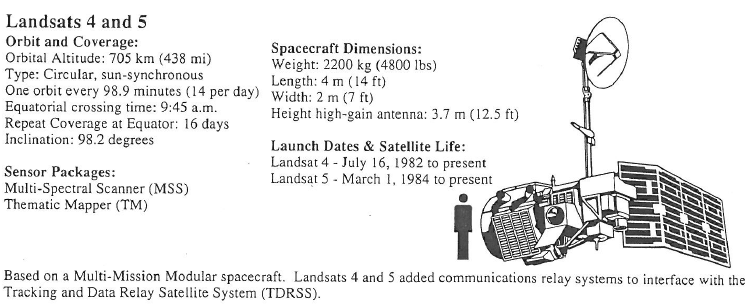 Landsats 4 and 5
Orbit and Coverage:
Orbital Altitude: 705 km (438 mi)
Type: Circular, sun-synchronous
One orbit every 98.9 minutes (14 per day)
Equatorial crossing time: 9:45 a.m.
Repeat Coverage at Equator: 16 days
Inclination: 98.2 degrees
Sensor Packages:
Multi-Spectral Scanner (MSS)
Thematic Mapper (TM)
Spacecraft Dimensions:
Weight: 2200 kg (4800 lbs)
Length: 4 m (14 ft)
Width: 2 m (7 ft)
Height high-gain antenna: 3.7 m (12.5 ft)
Launch Dates & Satellite Life:
Landsat 4 - July 16, 1982 to present
Landsat 5 - March 1, 1984 to present
Based on a Multi-Mission Modular spacecraft. Landsats 4 and 5 added communications relay systems to interface with the
Tracking and Data Relay Satellite System (TDRSS).